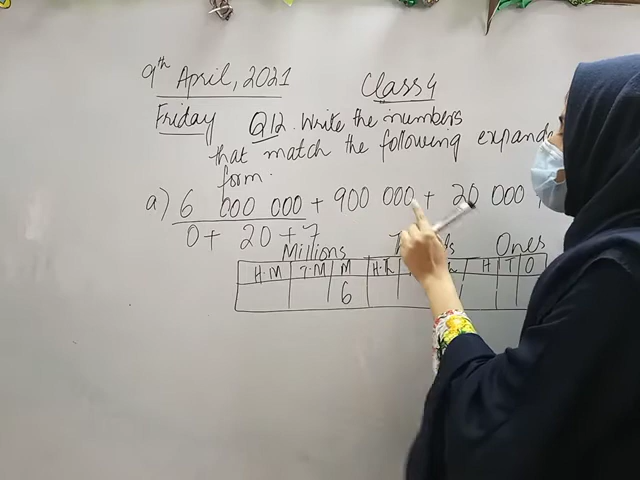 9th April, 2021 Class 4
Friday Q12. Write the numbers
that match the following expande
form.
a) 6 000 000 + 900 000 + 20 000 +
0 + 20 + 7
Millions Ones
H.M T.M M H.K H T O
6